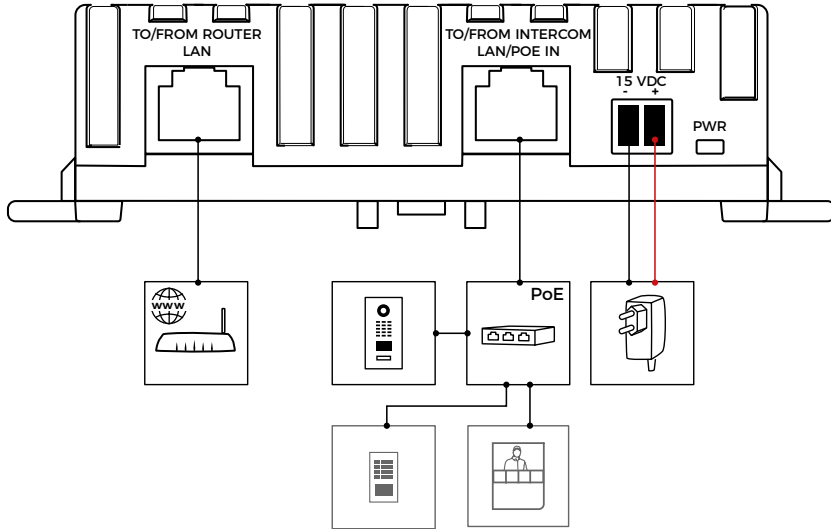 TO/FROM ROUTER
LAN
TO/FROM INTERCOM
LAN/POE IN
15 VDC
- +
PWR
www
PoE